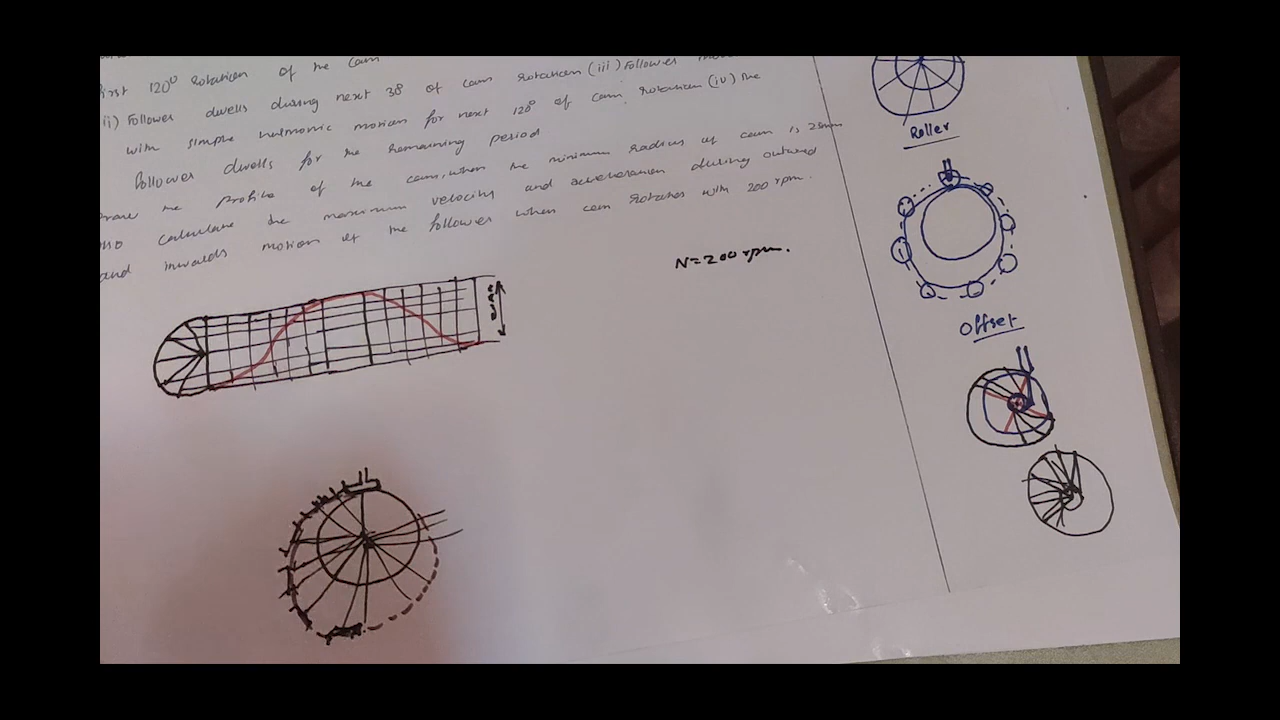 first 120° Rotation of the cam
ii) Follower dwells during next 30° of cam rotation (iii) Follower
with simple harmonic motion for next 120° of cam rotation (iv) The
Follower dwells for the remaining period.
the profile of the cam, when the minimum radius of cam is 25mm
calculate the maximum velocity and acceleration during outward
and inwards motion of the follower when cam rotates with 200 rpm.
N=200 rpm.
Roller
Offset